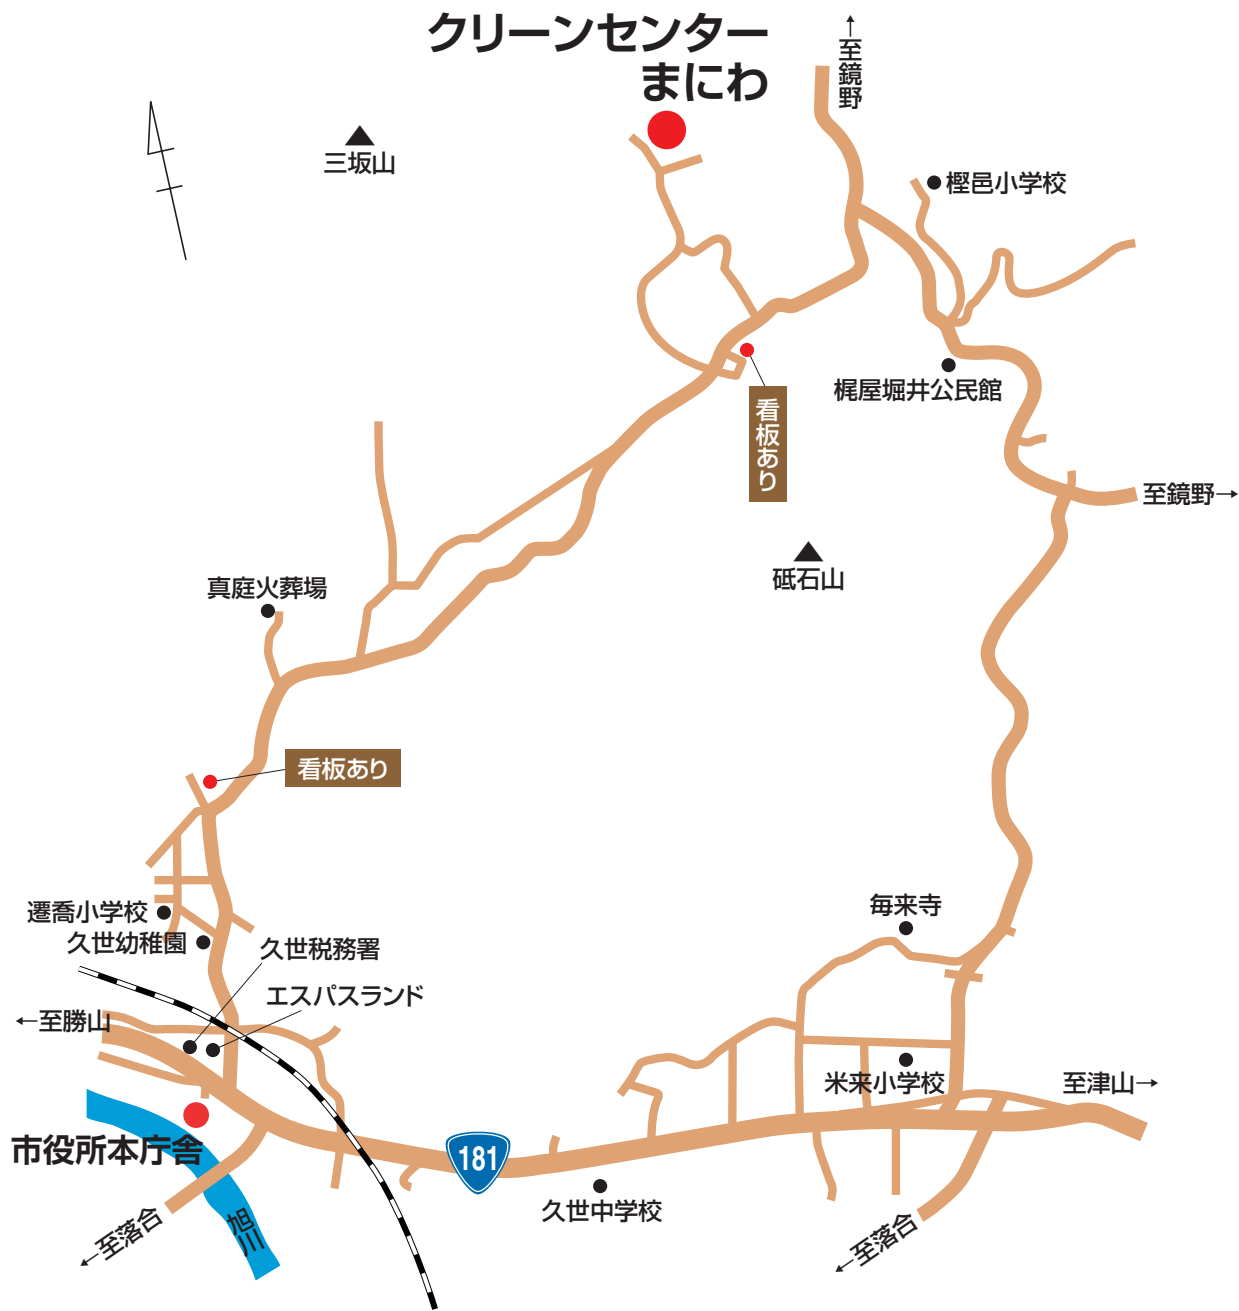 クリーンセンター
まにわ
↑至鏡野
三坂山
樫邑小学校
梶屋堀井公民館
看板あり
至鏡野→
砥石山
真庭火葬場
看板あり
遷喬小学校
久世幼稚園
久世税務署
エスパスランド
←至勝山
毎来寺
米来小学校
至津山→
市役所本庁舎
181
久世中学校
←至落合
旭川
←至落合